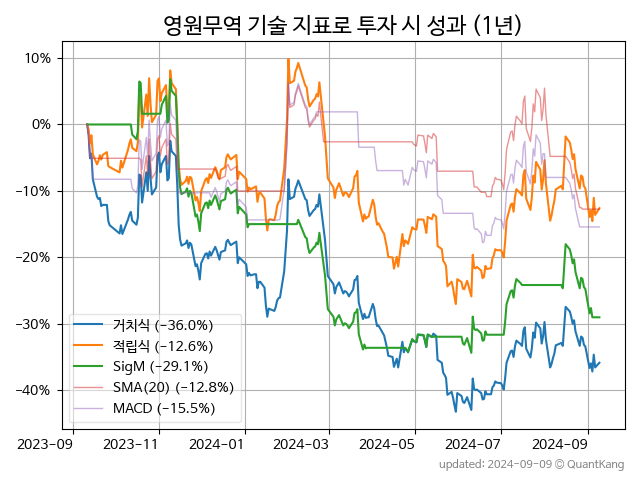 영원무역 기술 지표로 투자 시 성과 (1년)
10%
0%
−10%
−20%
−30%
−40%
거치식 (−36.0%)
적립식 (−12.6%)
SigM (−29.1%)
SMA(20) (−12.8%)
MACD (−15.5%)
2023-09 2023-11 2024-01 2024-03 2024-05 2024-07 2024-09
updated: 2024-09-09 © QuantKang